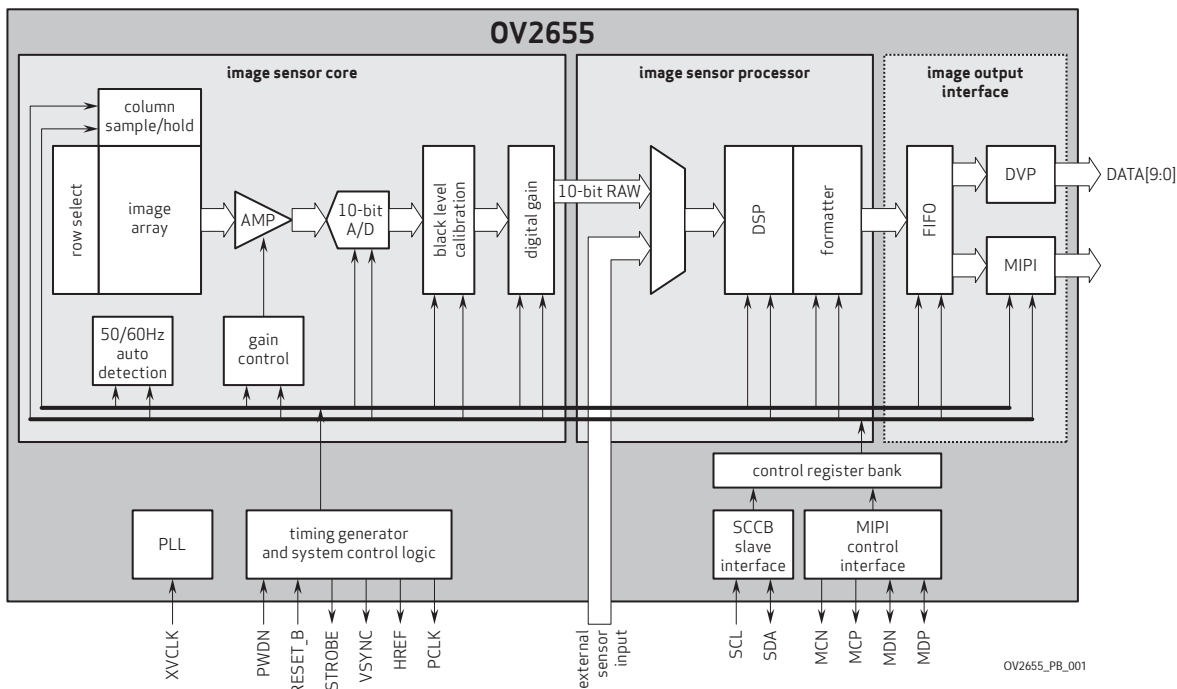 OV2655
image sensor core
image sensor processor
image output
interface
column
sample/hold
row select
image
array
AMP
10-bit
A/D
black level
calibration
digital gain
10-bit RAW
DSP
formatter
FIFO
DVP
MIPI
DATA[9:0]
50/60Hz
auto
detection
gain
control
control register bank
PLL
timing generator
and system control logic
SCCB
slave
interface
MIPI
control
interface
XVCLK
PWDN
RESET_B
STROBE
VSYNC
HREF
PCLK
external
sensor
input
SCL
SDA
MCN
MCP
MDN
MDP
OV2655_PB_001